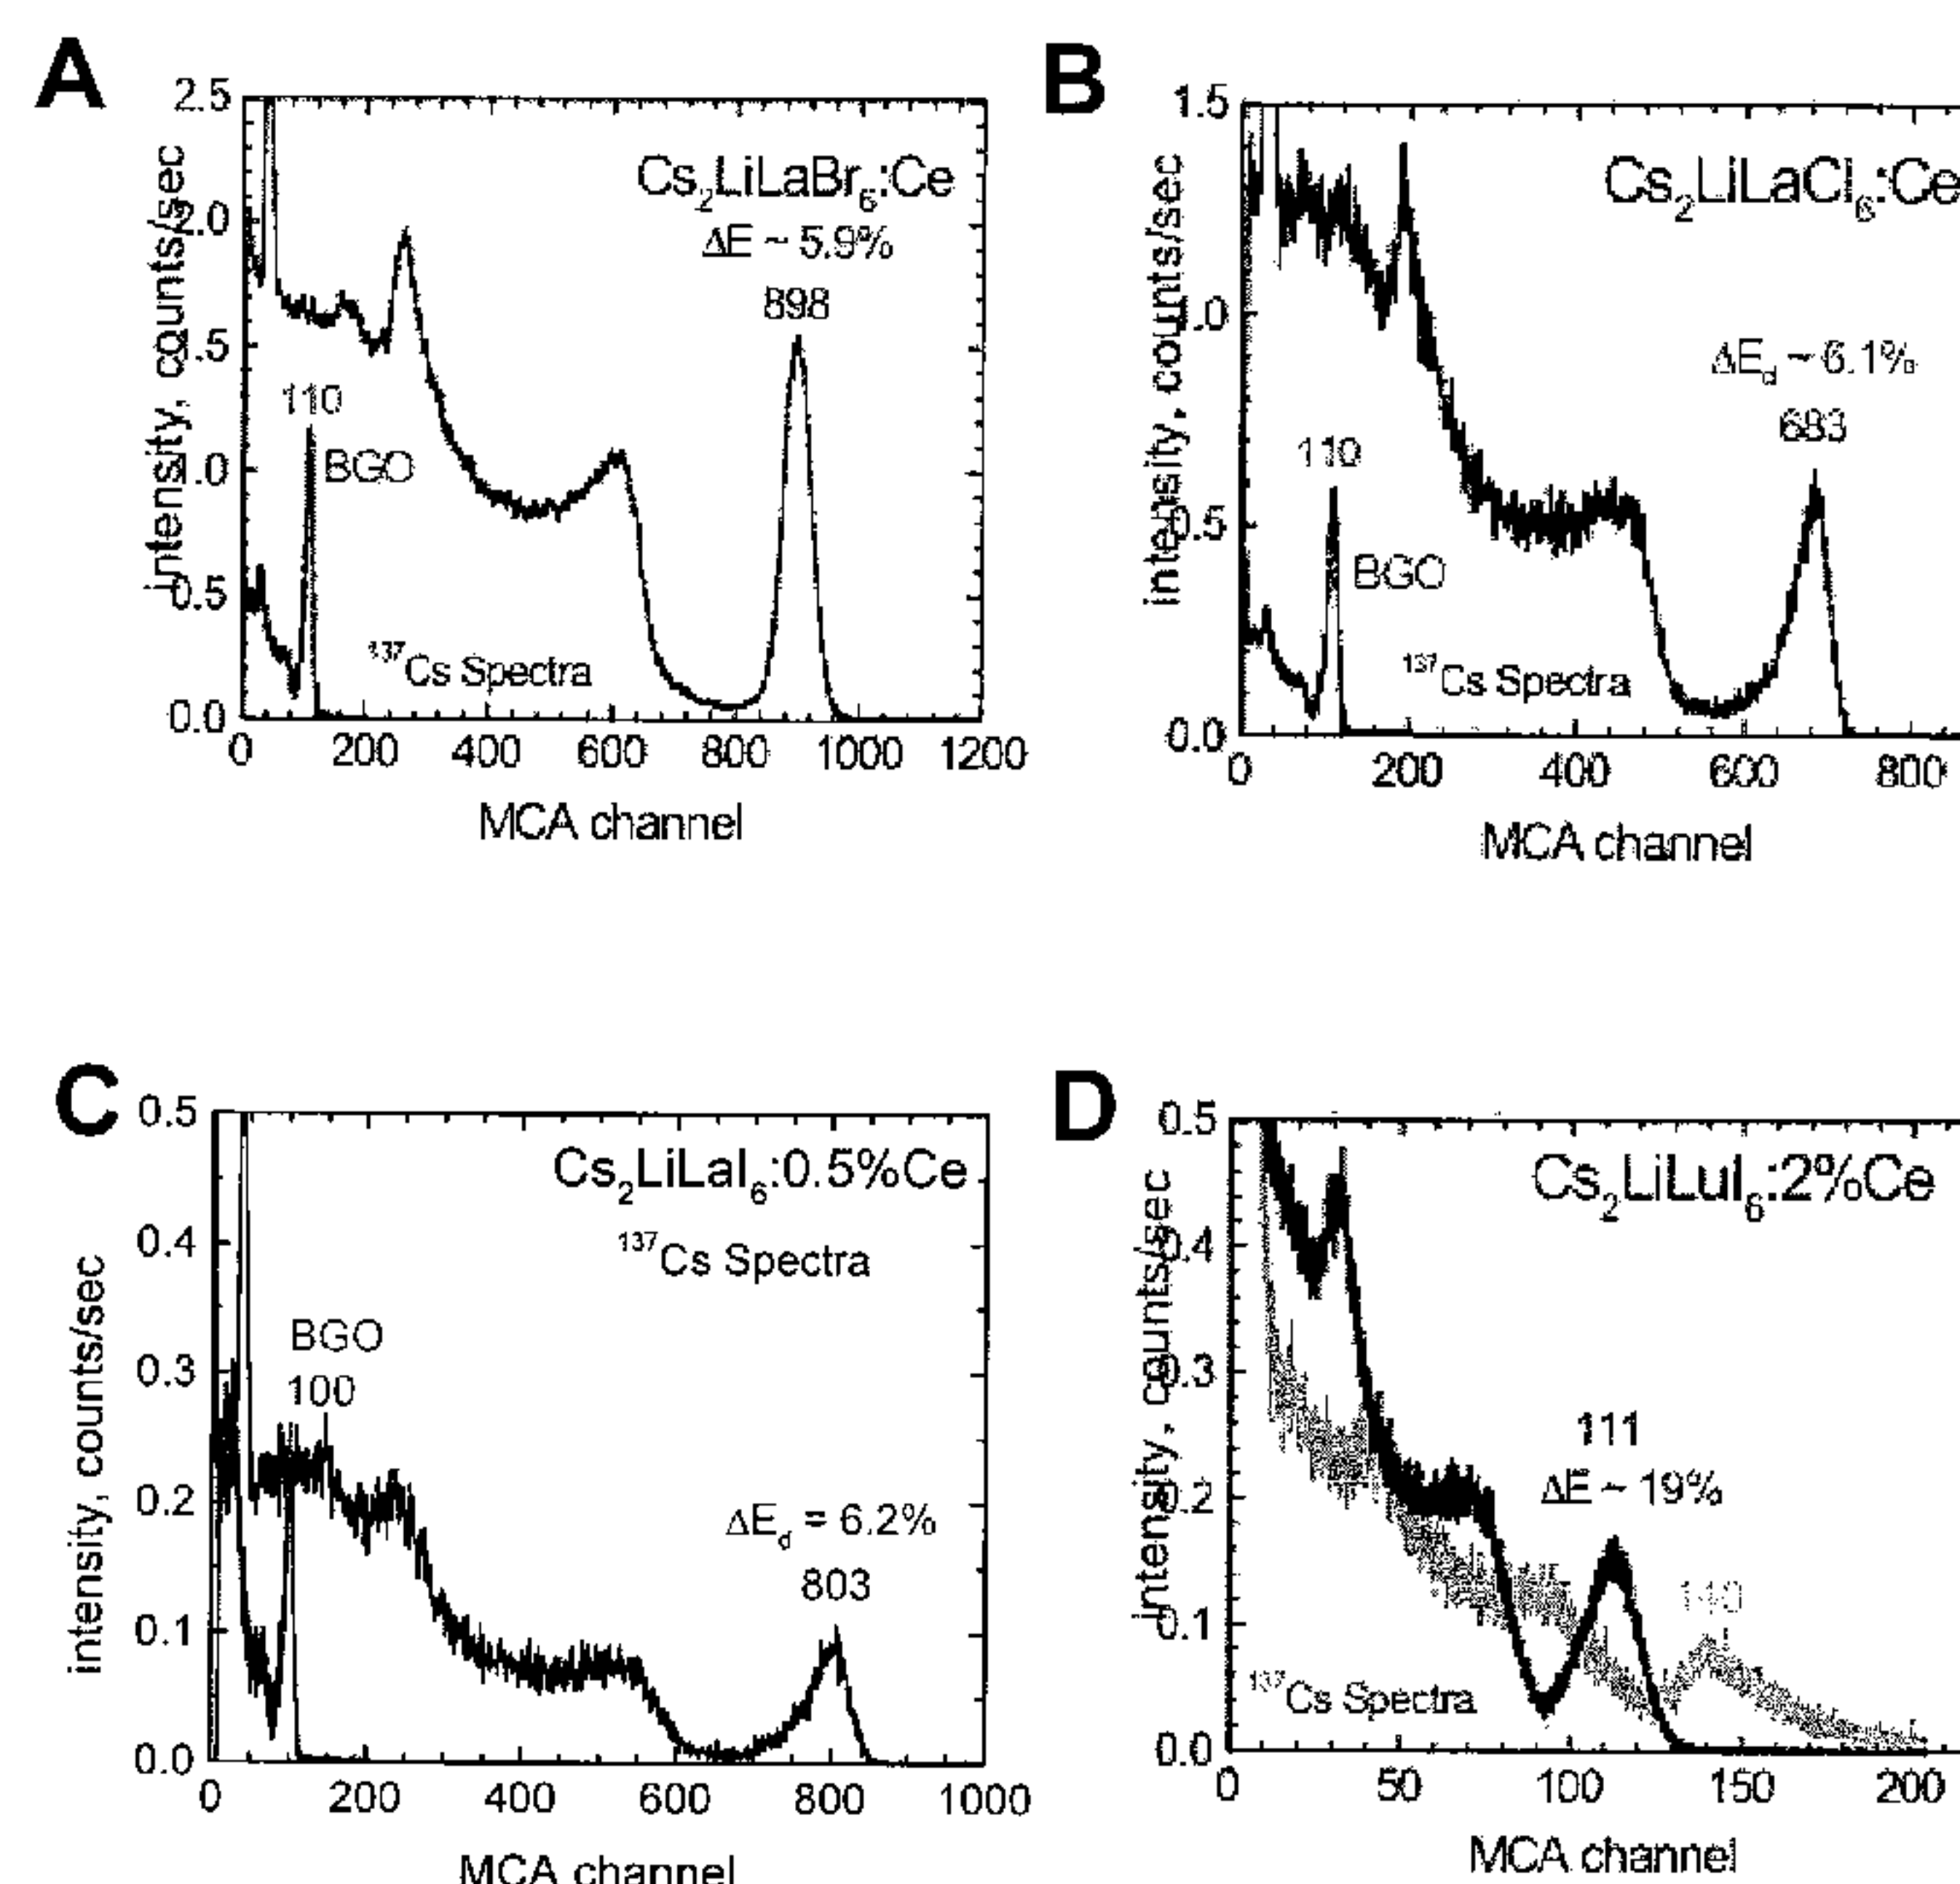 A
2.5
2.0
.5
.0
0.5
0.0
intensity, counts/sec
Cs2LiLaBr6:Ce
ΔE ~ 5.9%
898
110
BGO
137Cs Spectra
0 200 400 600 800 1000 1200
MCA channel
B
1.5
.0
0.5
0.0
intensity, counts/sec
Cs2LiLaCl6:Ce
ΔEd ~ 6.1%
683
110
BGO
137Cs Spectra
0 200 400 600 800
MCA channel
C
0.5
0.4
0.3
0.2
0.1
0.0
intensity, counts/sec
Cs2LiLaI6:0.5%Ce
137Cs Spectra
BGO
100
ΔEd = 6.2%
803
0 200 400 600 800 1000
MCA channel
D
0.5
0.4
0.3
0.2
0.1
0.0
intensity, counts/sec
Cs2LiLuI6:2%Ce
111
ΔE ~ 19%
140
137Cs Spectra
0 50 100 150 200
MCA channel